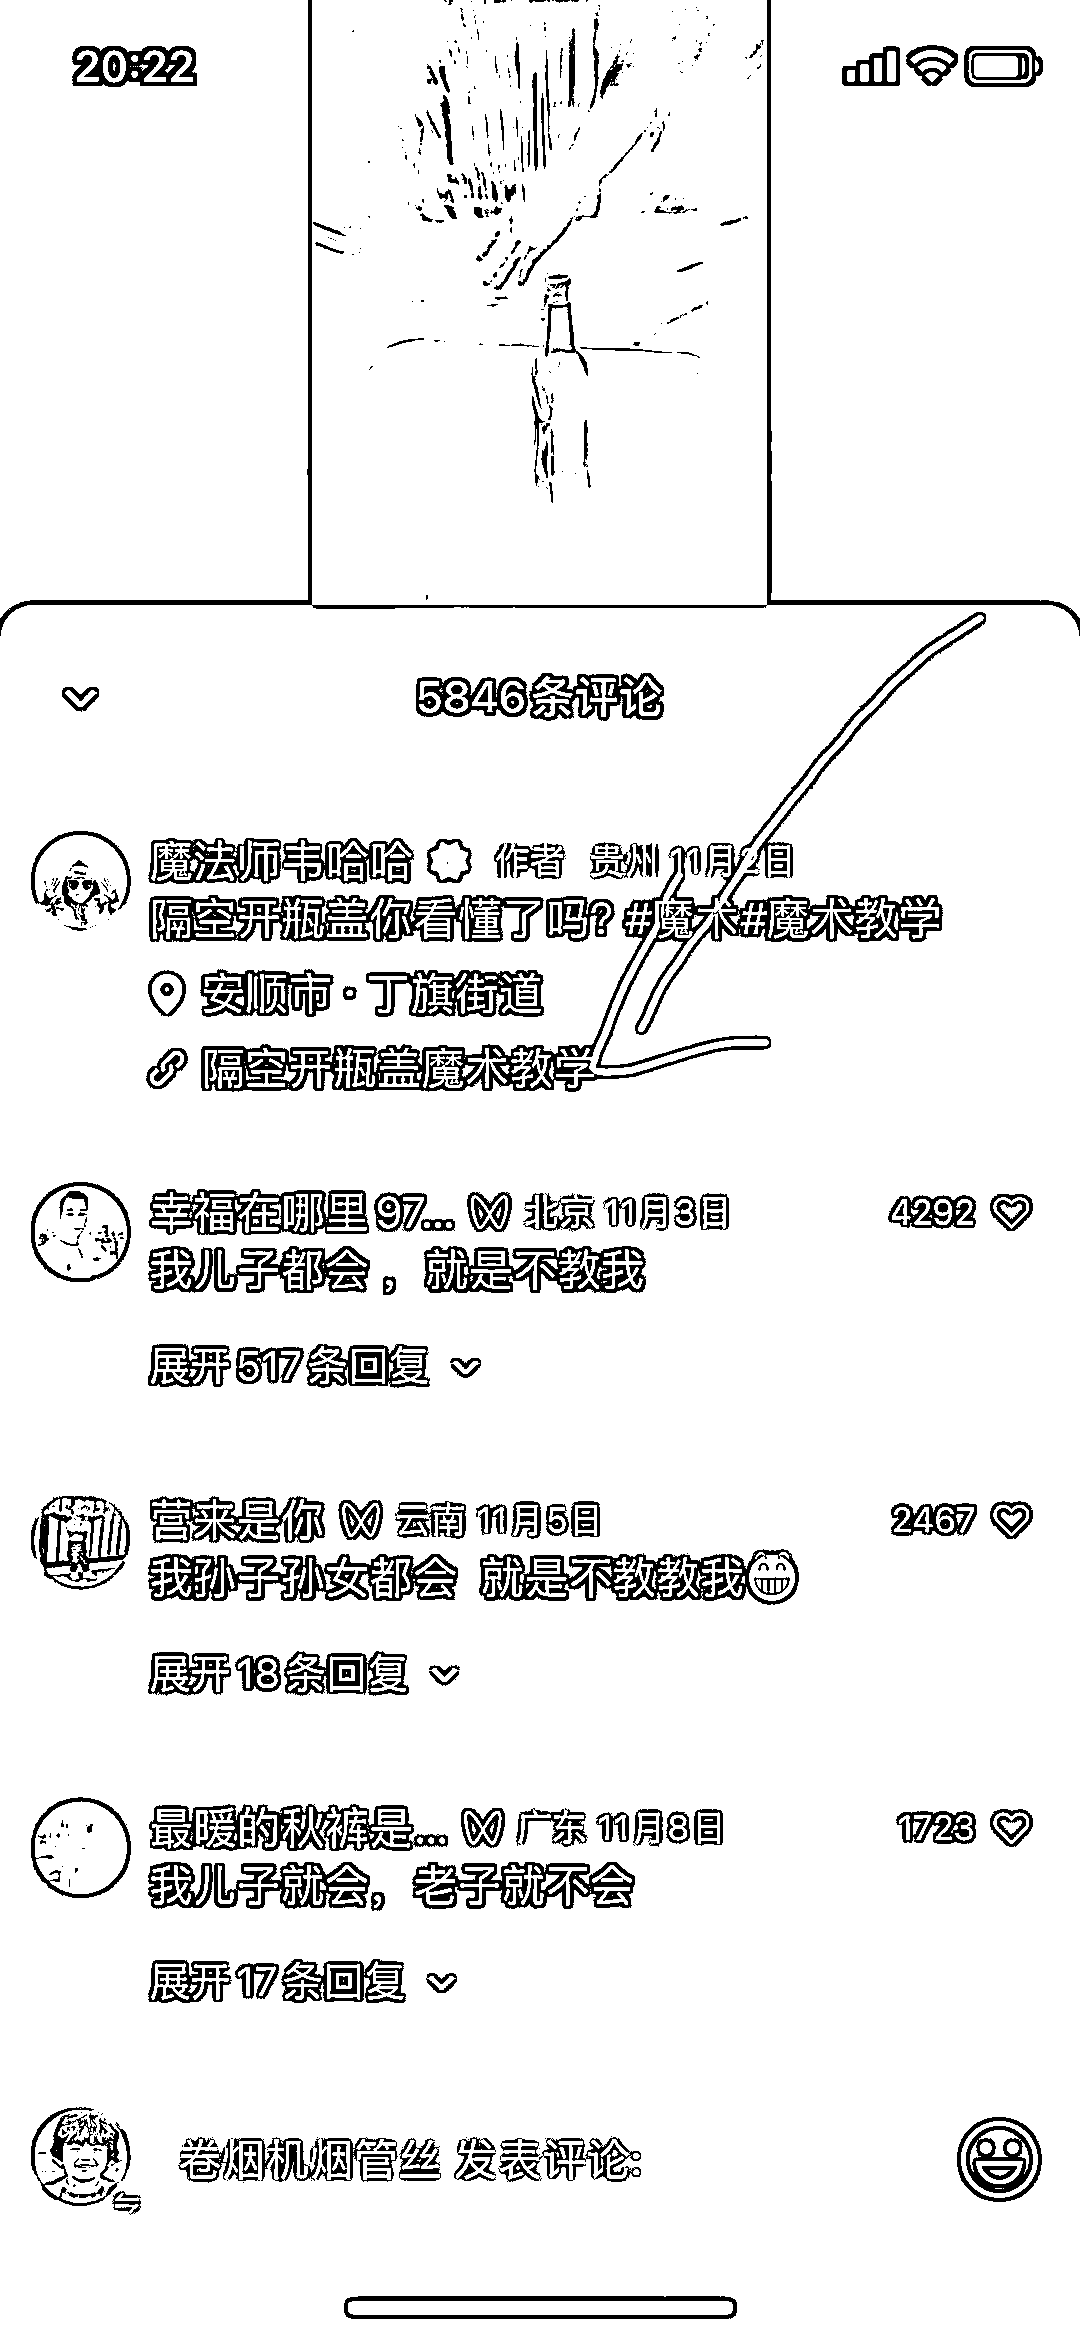 20:22
5846条评论
魔法师韦哈哈 作者 贵州 11月2日
隔空开瓶盖你看懂了吗?#魔术#魔术教学
安顺市·丁旗街道
隔空开瓶盖魔术教学
幸福在哪里97... 北京 11月3日 4292
我儿子都会，就是不教我
展开517条回复
营来是你 云南 11月5日 2467
我孙子孙女都会 就是不教教我
展开18条回复
最暖的秋裤是... 广东 11月8日 1723
我儿子就会，老子就不会
展开17条回复
卷烟机烟管丝 发表评论: